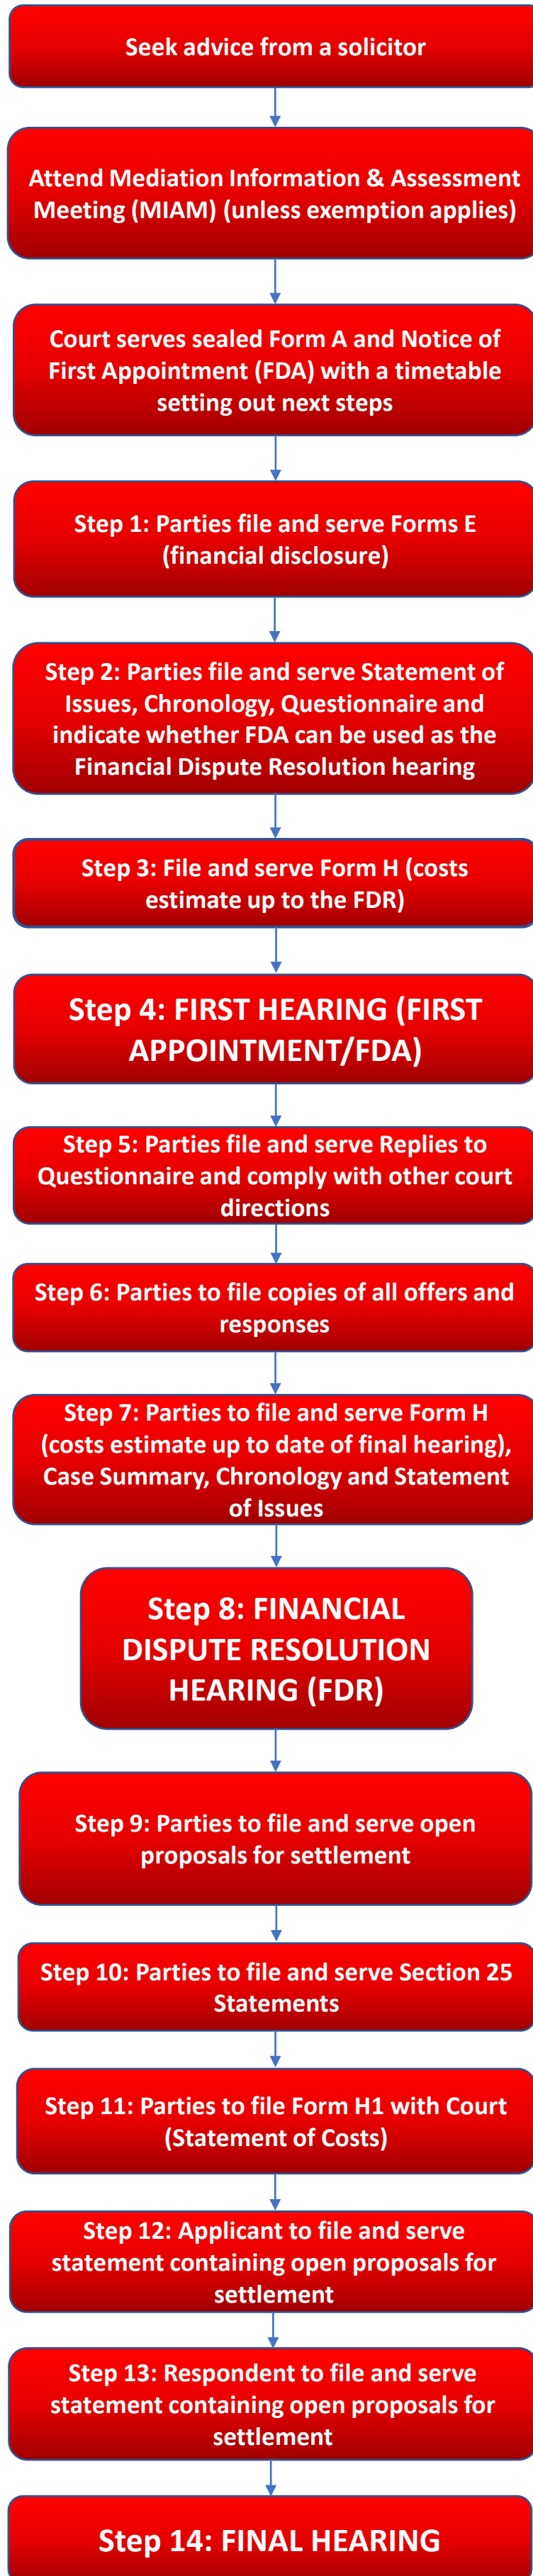 Seek advice from a solicitor
Attend Mediation Information & Assessment
Meeting (MIAM) (unless exemption applies)
Court serves sealed Form A and Notice of
First Appointment (FDA) with a timetable
setting out next steps
Step 1: Parties file and serve Forms E
(financial disclosure)
Step 2: Parties file and serve Statement of
Issues, Chronology, Questionnaire and
indicate whether FDA can be used as the
Financial Dispute Resolution hearing
Step 3: File and serve Form H (costs
estimate up to the FDR)
Step 4: FIRST HEARING (FIRST
APPOINTMENT/FDA)
Step 5: Parties file and serve Replies to
Questionnaire and comply with other court
directions
Step 6: Parties to file copies of all offers and
responses
Step 7: Parties to file and serve Form H
(costs estimate up to date of final hearing),
Case Summary, Chronology and Statement
of Issues
Step 8: FINANCIAL
DISPUTE RESOLUTION
HEARING (FDR)
Step 9: Parties to file and serve open
proposals for settlement
Step 10: Parties to file and serve Section 25
Statements
Step 11: Parties to file Form H1 with Court
(Statement of Costs)
Step 12: Applicant to file and serve
statement containing open proposals for
settlement
Step 13: Respondent to file and serve
statement containing open proposals for
settlement
Step 14: FINAL HEARING